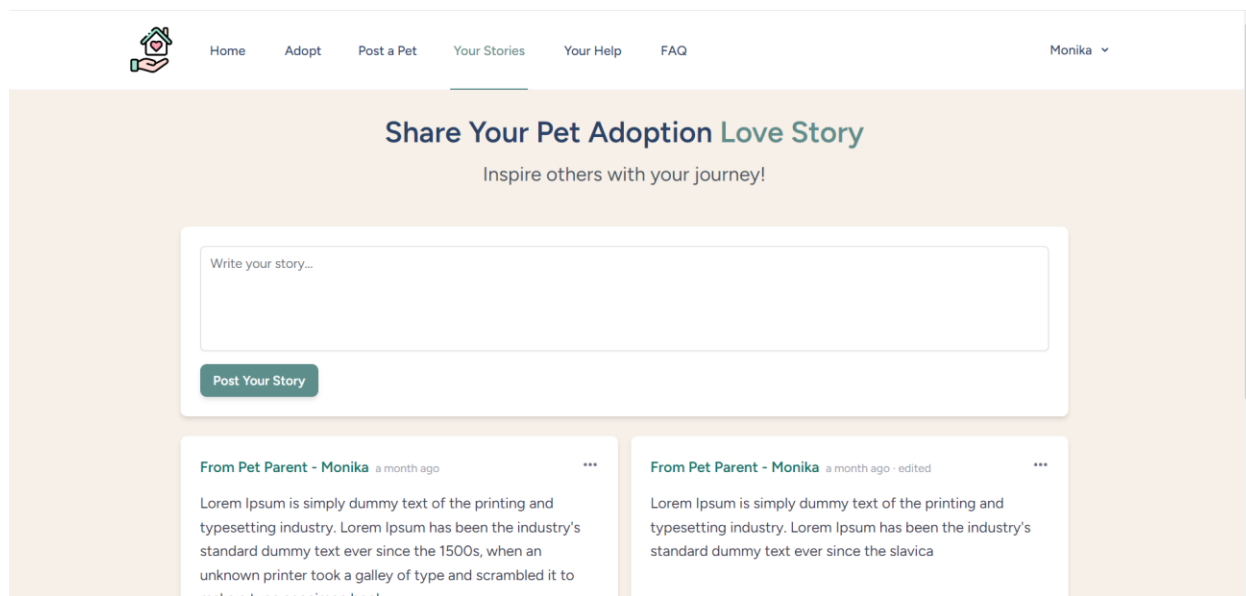 Home Adopt Post a Pet Your Stories Your Help FAQ Monika
Share Your Pet Adoption Love Story
Inspire others with your journey!
Write your story...
Post Your Story
From Pet Parent - Monika a month ago
Lorem Ipsum is simply dummy text of the printing and
typesetting industry. Lorem Ipsum has been the industry's
standard dummy text ever since the 1500s, when an
unknown printer took a galley of type and scrambled it to
From Pet Parent - Monika a month ago · edited
Lorem Ipsum is simply dummy text of the printing and
typesetting industry. Lorem Ipsum has been the industry's
standard dummy text ever since the slavica